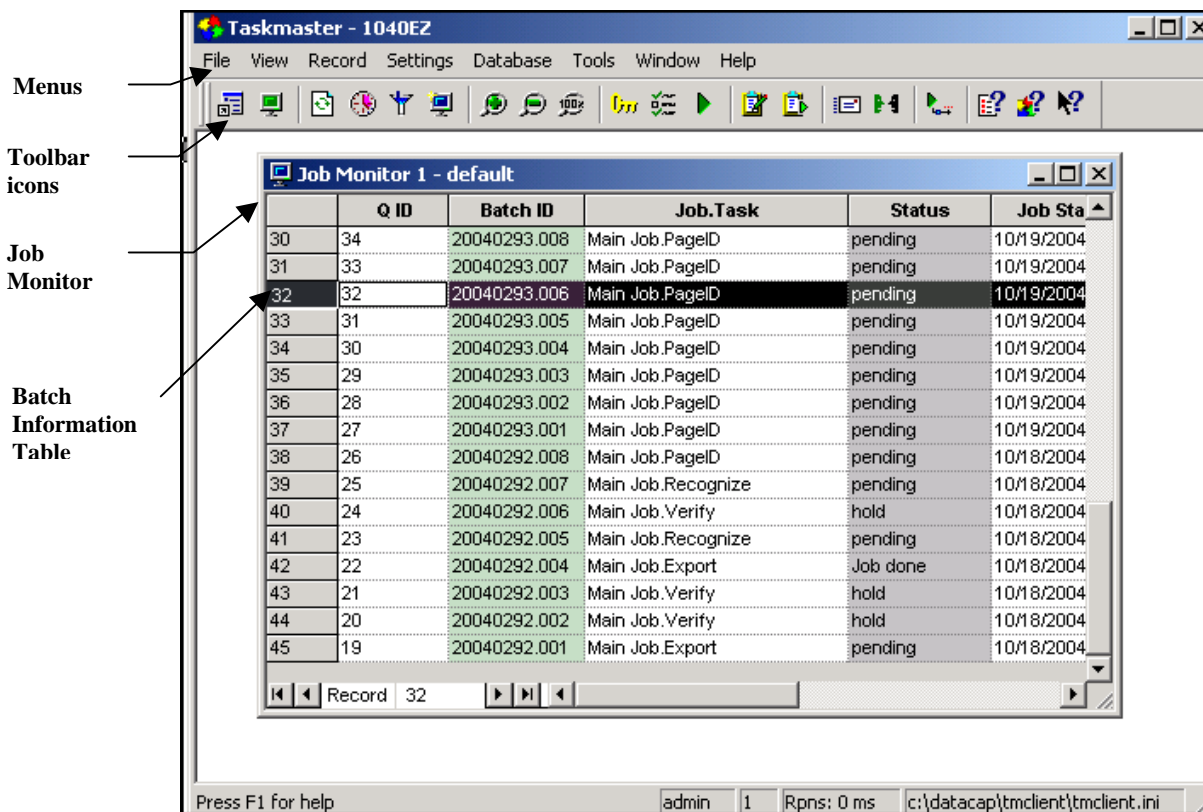 Taskmaster - 1040EZ
File View Record Settings Database Tools Window Help
Menus
Toolbar
icons
Job
Monitor
Batch
Information
Table
100%
Job Monitor 1 - default
Q ID Batch ID Job.Task Status Job Sta
30 34 20040293.008 Main Job.PageID pending 10/19/2004
31 33 20040293.007 Main Job.PageID pending 10/19/2004
32 32 20040293.006 Main Job.PageID pending 10/19/2004
33 31 20040293.005 Main Job.PageID pending 10/19/2004
34 30 20040293.004 Main Job.PageID pending 10/19/2004
35 29 20040293.003 Main Job.PageID pending 10/19/2004
36 28 20040293.002 Main Job.PageID pending 10/19/2004
37 27 20040293.001 Main Job.PageID pending 10/19/2004
38 26 20040292.008 Main Job.PageID pending 10/18/2004
39 25 20040292.007 Main Job.Recognize pending 10/18/2004
40 24 20040292.006 Main Job.Verify hold 10/18/2004
41 23 20040292.005 Main Job.Recognize pending 10/18/2004
42 22 20040292.004 Main Job.Export Job done 10/18/2004
43 21 20040292.003 Main Job.Verify hold 10/18/2004
44 20 20040292.002 Main Job.Verify hold 10/18/2004
45 19 20040292.001 Main Job.Export pending 10/18/2004
Record 32
Press F1 for help admin 1 Rpns: 0 ms c:\datacap\tmclient\tmclient.ini